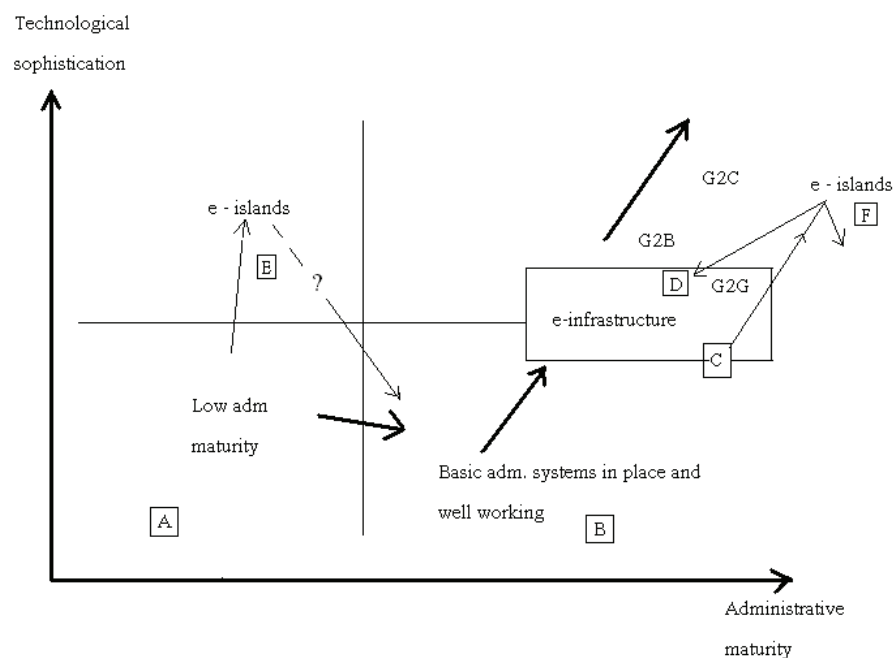 Technological
sophistication
G2C
e - islands
e - islands
F
G2B
E
?
D
G2G
e-infrastructure
C
Low adm
maturity
Basic adm. systems in place and
well working
A
B
Administrative
maturity